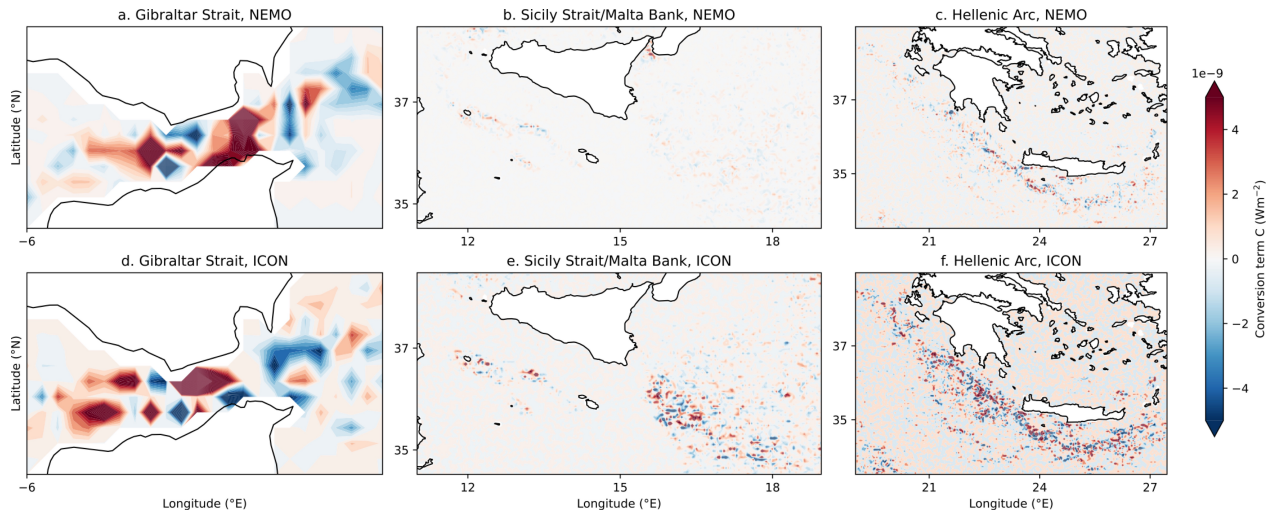 a. Gibraltar Strait, NEMO
b. Sicily Strait/Malta Bank, NEMO
c. Hellenic Arc, NEMO
Latitude (°N)
−6
37
35
12
15
18
37
35
21
24
27
d. Gibraltar Strait, ICON
e. Sicily Strait/Malta Bank, ICON
f. Hellenic Arc, ICON
Latitude (°N)
−6
Longitude (°E)
37
35
12
15
18
Longitude (°E)
37
35
21
24
27
Longitude (°E)
1e−9
4
2
0
−2
−4
Conversion term C (Wm⁻²)